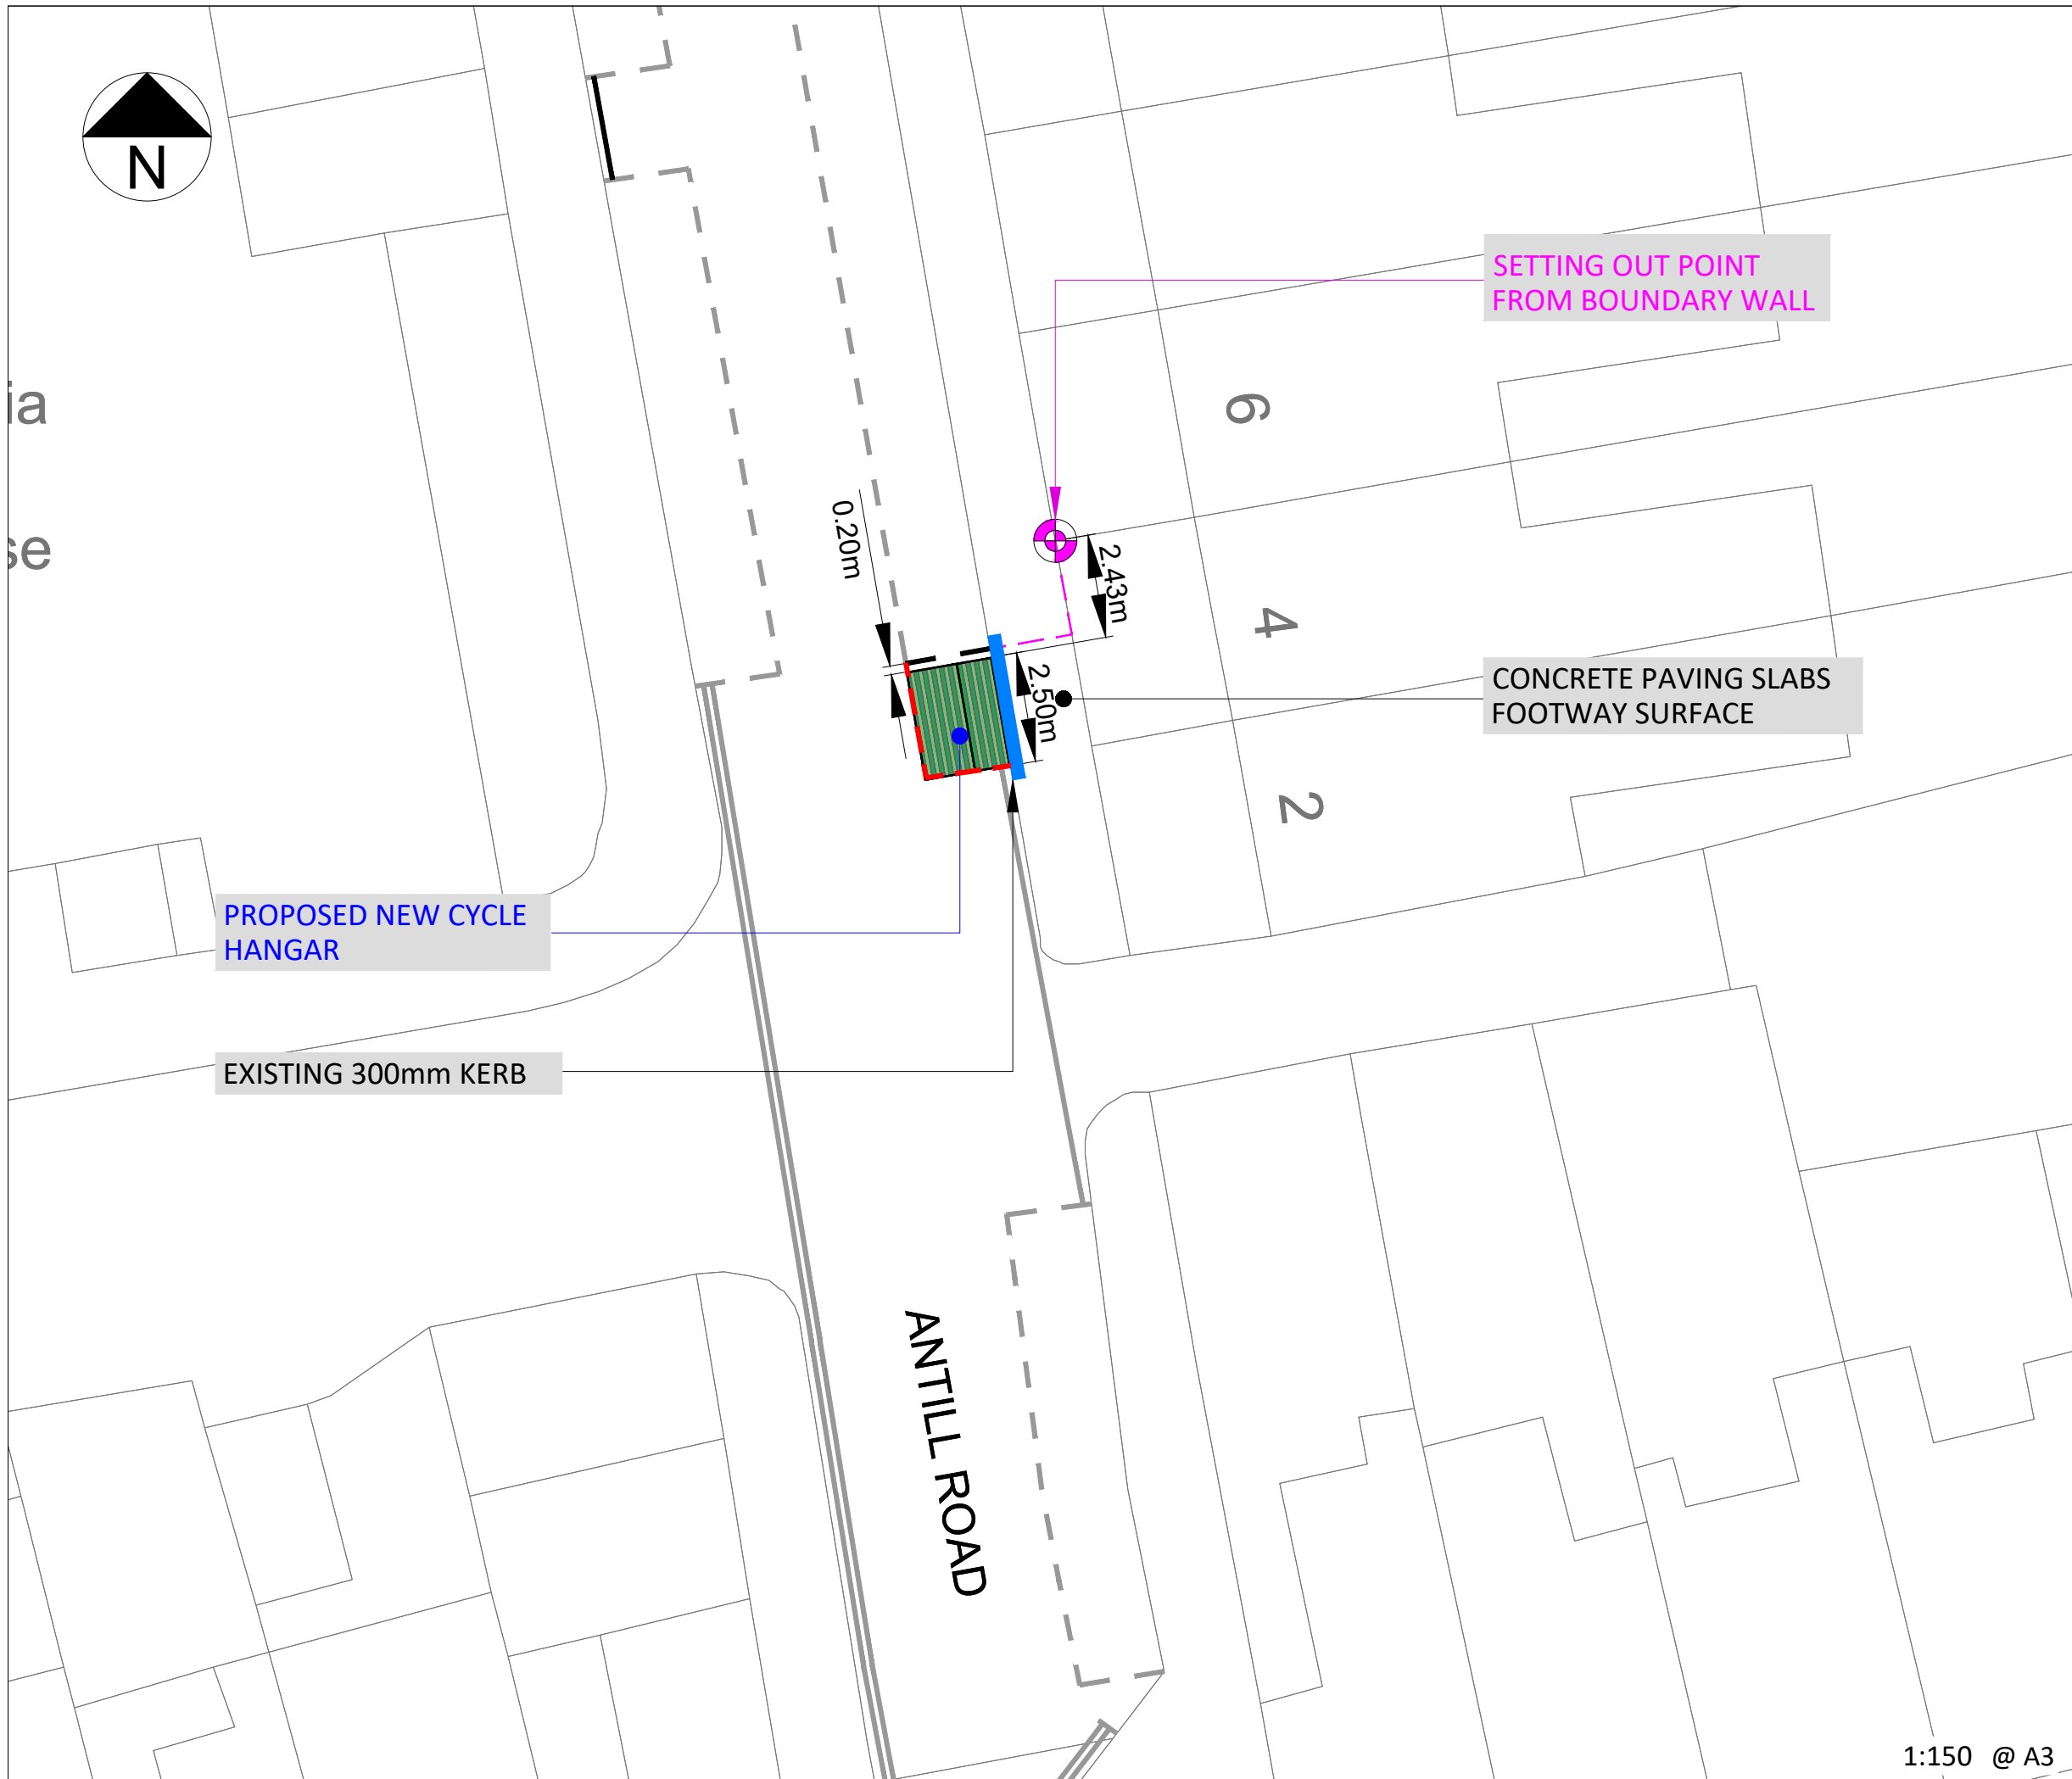 N
SETTING OUT POINT
FROM BOUNDARY WALL
ia
6
se
0.20m
2.43m
4
2.50m
CONCRETE PAVING SLABS
FOOTWAY SURFACE
2
PROPOSED NEW CYCLE
HANGAR
EXISTING 300mm KERB
ANTILL ROAD
1:150 @ A3